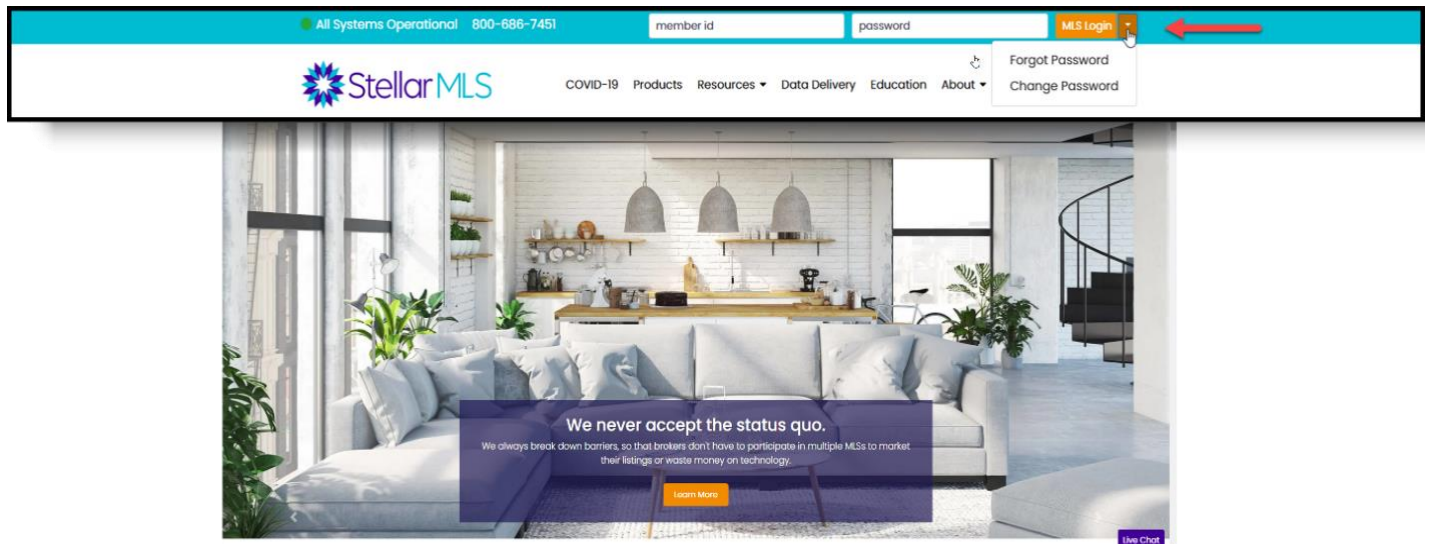 All Systems Operational 800-686-7451 member id password MLS Login
Forgot Password
StellarMLS COVID-19 Products Resources Data Delivery Education About Change Password
We never accept the status quo.
We always break down barriers, so that brokers don't have to participate in multiple MLSs to market
their listings or waste money on technology.
Learn More
Live Chat